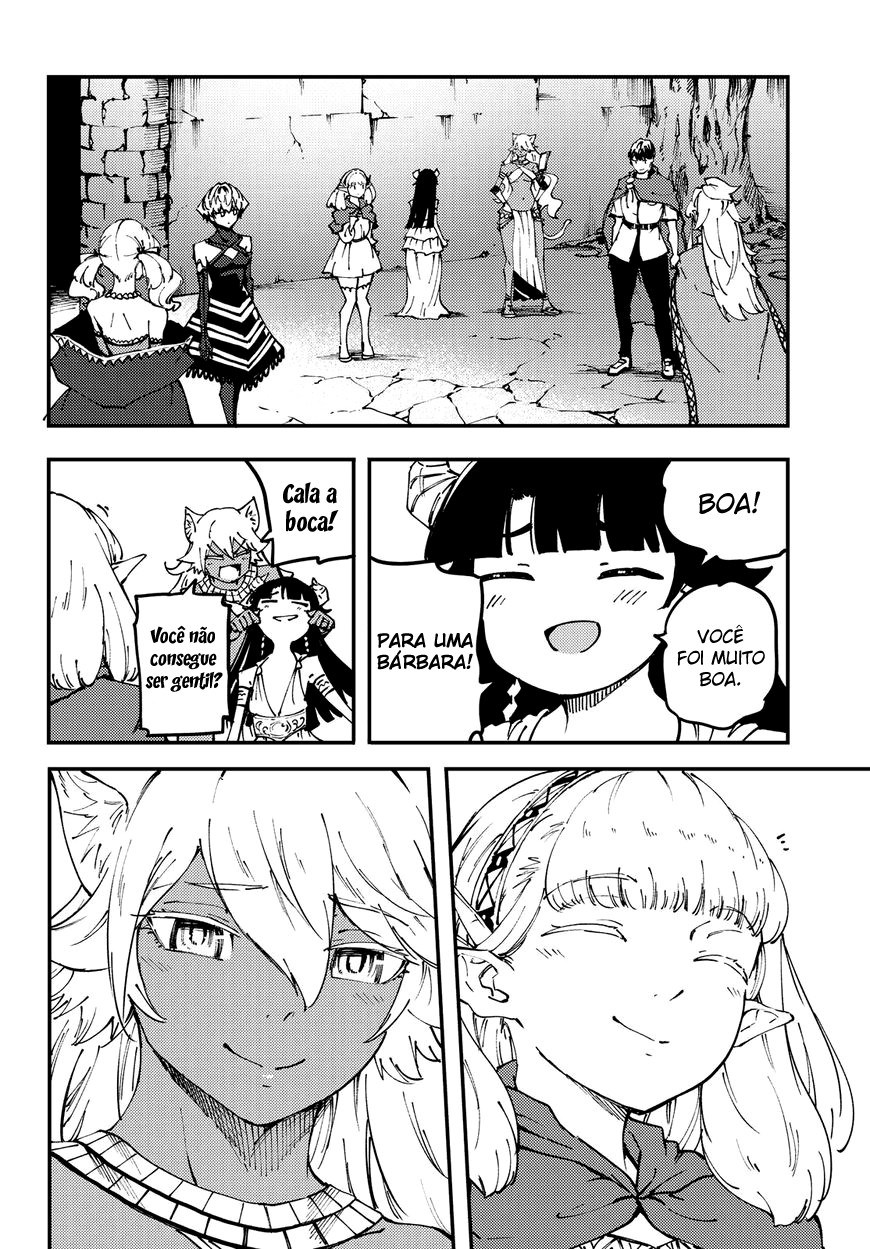 BOA!
VOCÊ
FOI MUITO
BOA.
PARA UMA
BÁRBARA!
Cala a
boca!
Você não
consegue
ser gentil?